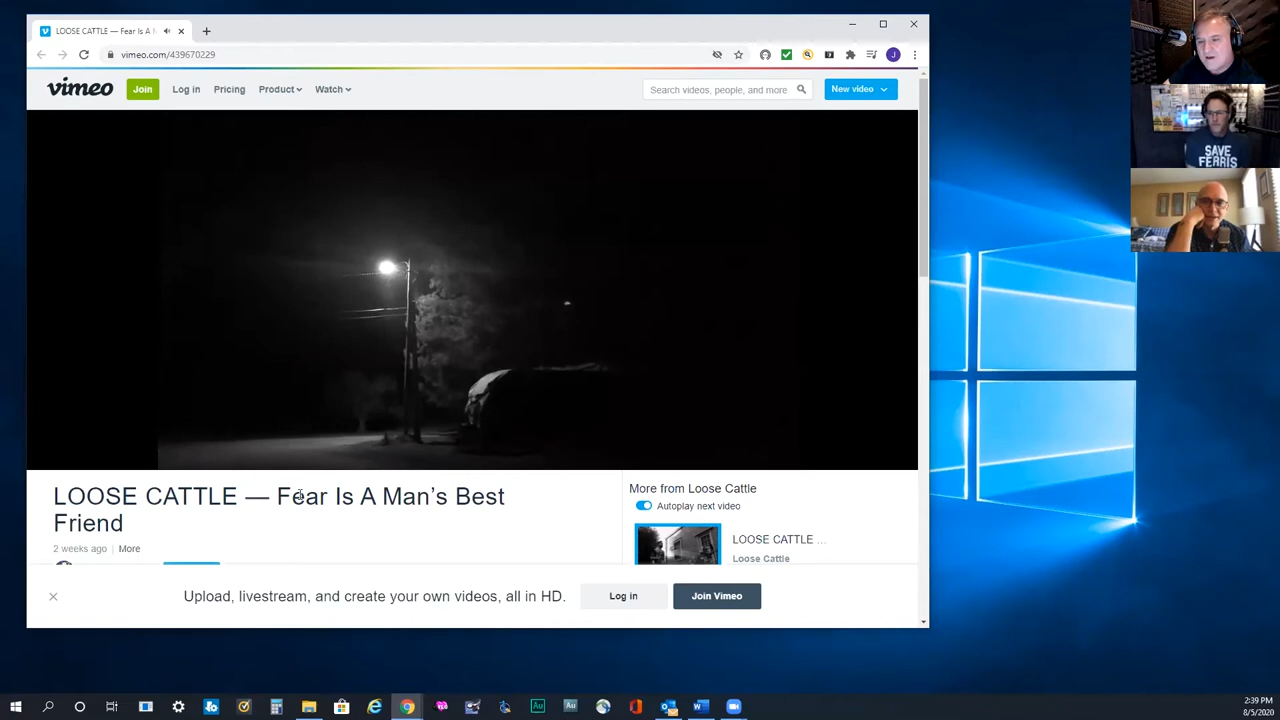 LOOSE CATTLE — Fear Is A M
vimeo.com/439670229
J
vimeo
Join
Log in
Pricing
Product
Watch
Search videos, people, and more
New video
SAVE
FERRIS
LOOSE CATTLE — Fear Is A Man's Best
Friend
2 weeks ago
More
More from Loose Cattle
Autoplay next video
LOOSE CATTLE ...
Loose Cattle
Upload, livestream, and create your own videos, all in HD.
Log in
Join Vimeo
Au
Au
2:39 PM
8/5/2020